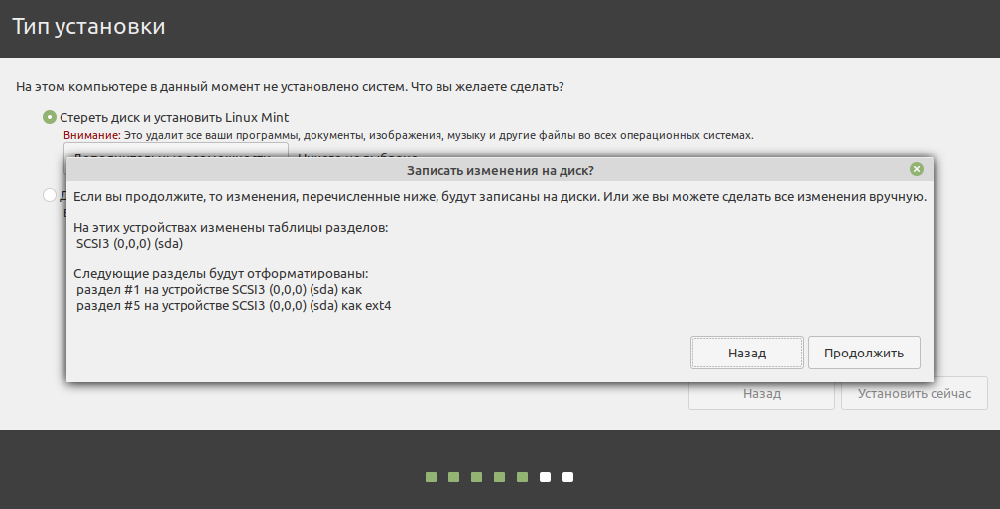 Тип установки
На этом компьютере в данный момент не установлено систем. Что вы желаете сделать?
Стереть диск и установить Linux Mint
Внимание: Это удалит все ваши программы, документы, изображения, музыку и другие файлы во всех операционных системах.
Записать изменения на диск?
Если вы продолжите, то изменения, перечисленные ниже, будут записаны на диски. Или же вы можете сделать все изменения вручную.
На этих устройствах изменены таблицы разделов:
SCSI3 (0,0,0) (sda)
Следующие разделы будут отформатированы:
раздел #1 на устройстве SCSI3 (0,0,0) (sda) как
раздел #5 на устройстве SCSI3 (0,0,0) (sda) как ext4
Назад Продолжить
Назад Установить сейчас